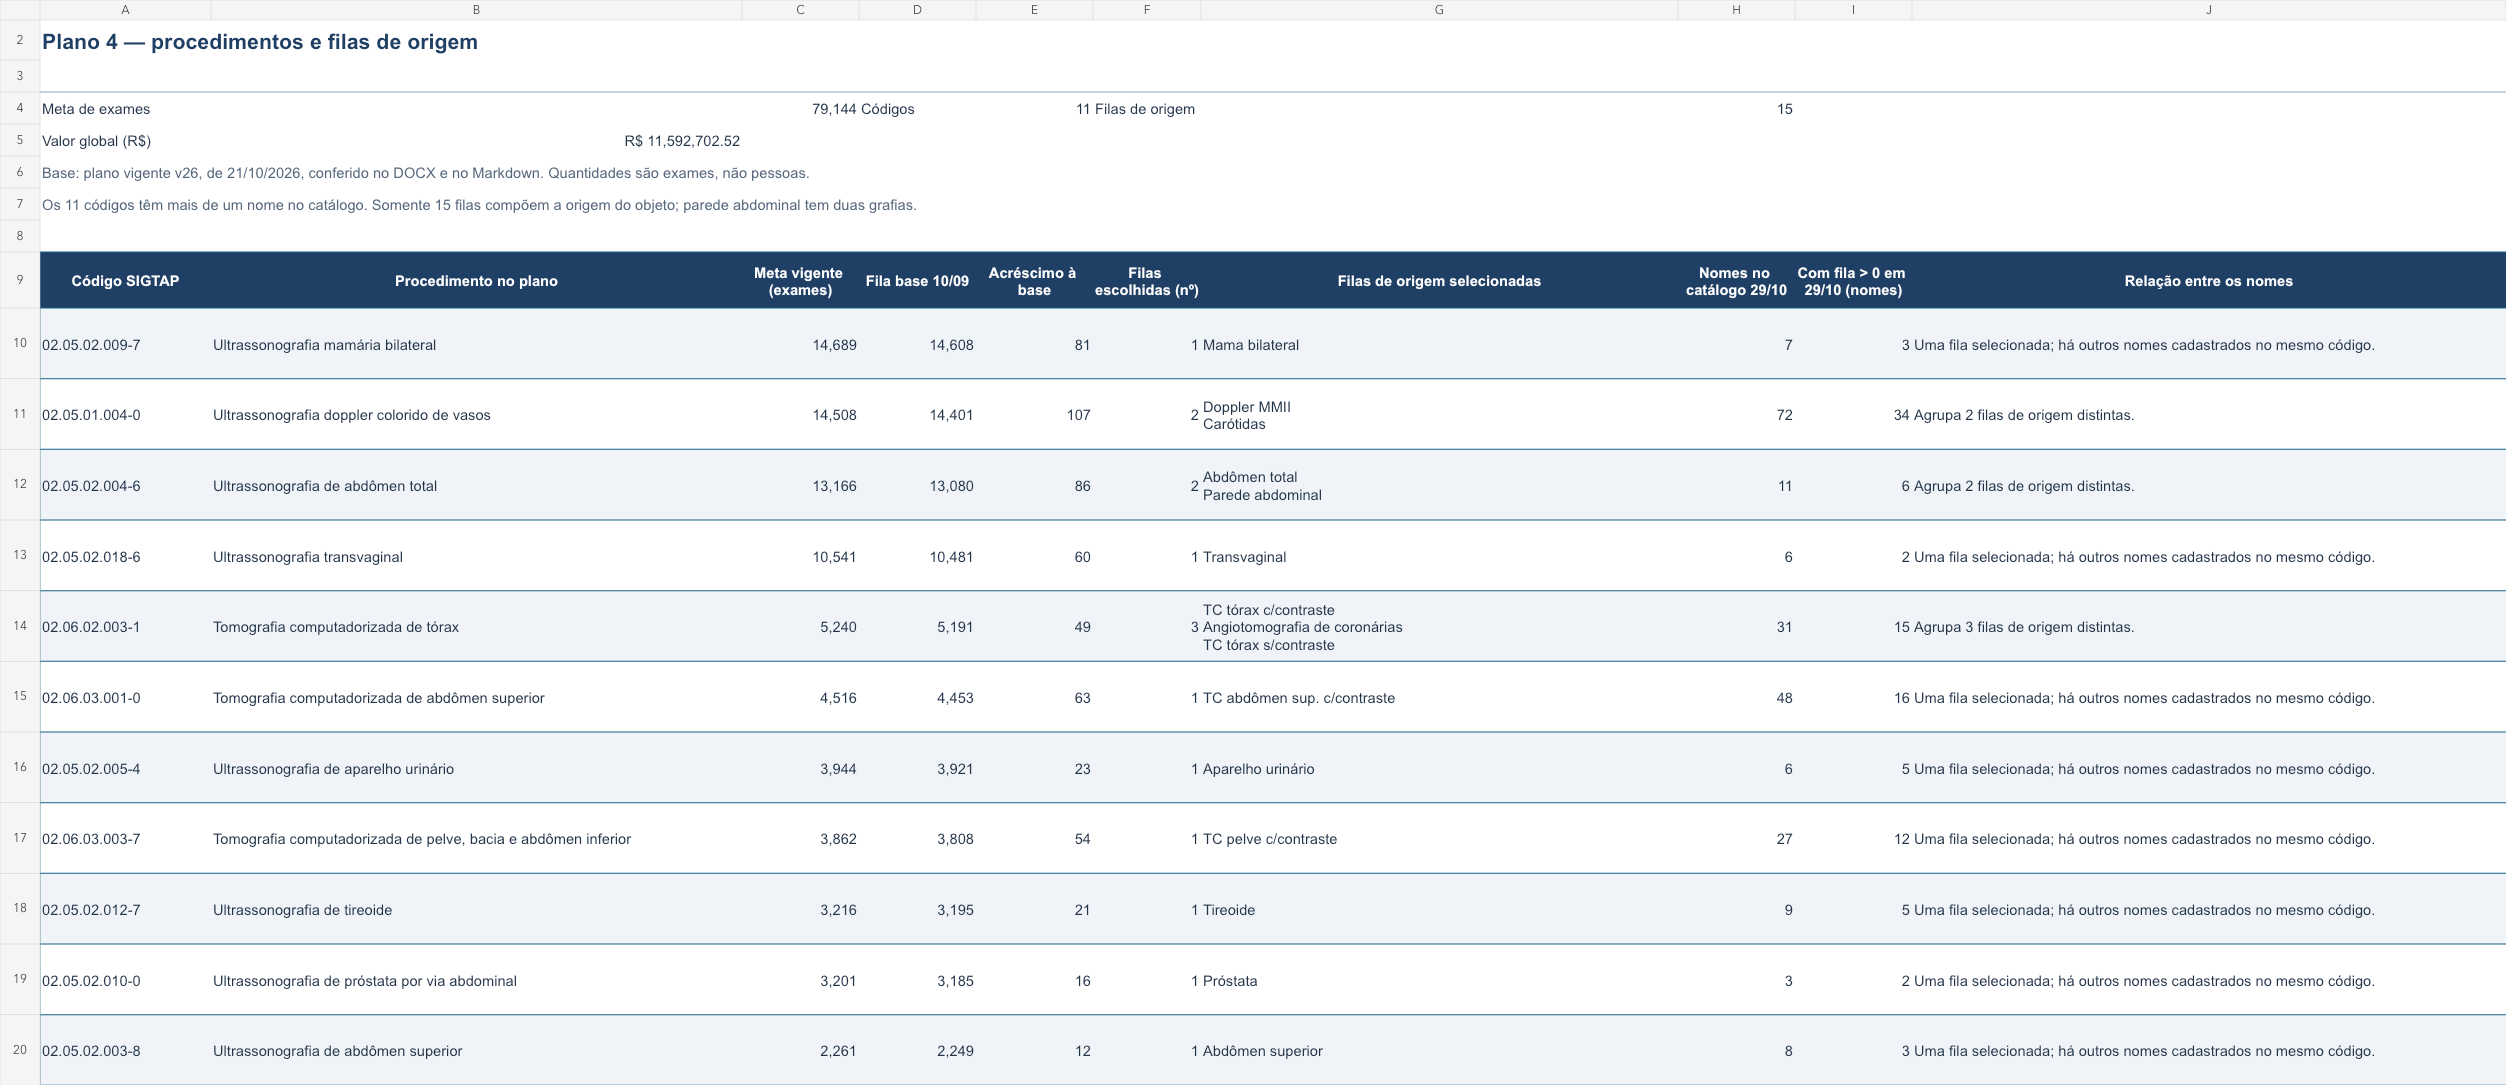 A B C D E F G H I J
2 Plano 4 — procedimentos e filas de origem
3
4 Meta de exames 79,144 Códigos 11 Filas de origem 15
5 Valor global (R$) R$ 11,592,702.52
6 Base: plano vigente v26, de 21/10/2026, conferido no DOCX e no Markdown. Quantidades são exames, não pessoas.
7 Os 11 códigos têm mais de um nome no catálogo. Somente 15 filas compõem a origem do objeto; parede abdominal tem duas grafias.
8
9 Código SIGTAP Procedimento no plano Meta vigente (exames) Fila base 10/09 Acréscimo à base Filas escolhidas (nº) Filas de origem selecionadas Nomes no catálogo 29/10 Com fila > 0 em 29/10 (nomes) Relação entre os nomes
10 02.05.02.009-7 Ultrassonografia mamária bilateral 14,689 14,608 81 1 Mama bilateral 7 3 Uma fila selecionada; há outros nomes cadastrados no mesmo código.
11 02.05.01.004-0 Ultrassonografia doppler colorido de vasos 14,508 14,401 107 2 Doppler MMII
Carótidas 72 34 Agrupa 2 filas de origem distintas.
12 02.05.02.004-6 Ultrassonografia de abdômen total 13,166 13,080 86 2 Abdômen total
Parede abdominal 11 6 Agrupa 2 filas de origem distintas.
13 02.05.02.018-6 Ultrassonografia transvaginal 10,541 10,481 60 1 Transvaginal 6 2 Uma fila selecionada; há outros nomes cadastrados no mesmo código.
14 02.06.02.003-1 Tomografia computadorizada de tórax 5,240 5,191 49 3 TC tórax c/contraste
Angiotomografia de coronárias
TC tórax s/contraste 31 15 Agrupa 3 filas de origem distintas.
15 02.06.03.001-0 Tomografia computadorizada de abdômen superior 4,516 4,453 63 1 TC abdômen sup. c/contraste 48 16 Uma fila selecionada; há outros nomes cadastrados no mesmo código.
16 02.05.02.005-4 Ultrassonografia de aparelho urinário 3,944 3,921 23 1 Aparelho urinário 6 5 Uma fila selecionada; há outros nomes cadastrados no mesmo código.
17 02.06.03.003-7 Tomografia computadorizada de pelve, bacia e abdômen inferior 3,862 3,808 54 1 TC pelve c/contraste 27 12 Uma fila selecionada; há outros nomes cadastrados no mesmo código.
18 02.05.02.012-7 Ultrassonografia de tireoide 3,216 3,195 21 1 Tireoide 9 5 Uma fila selecionada; há outros nomes cadastrados no mesmo código.
19 02.05.02.010-0 Ultrassonografia de próstata por via abdominal 3,201 3,185 16 1 Próstata 3 2 Uma fila selecionada; há outros nomes cadastrados no mesmo código.
20 02.05.02.003-8 Ultrassonografia de abdômen superior 2,261 2,249 12 1 Abdômen superior 8 3 Uma fila selecionada; há outros nomes cadastrados no mesmo código.